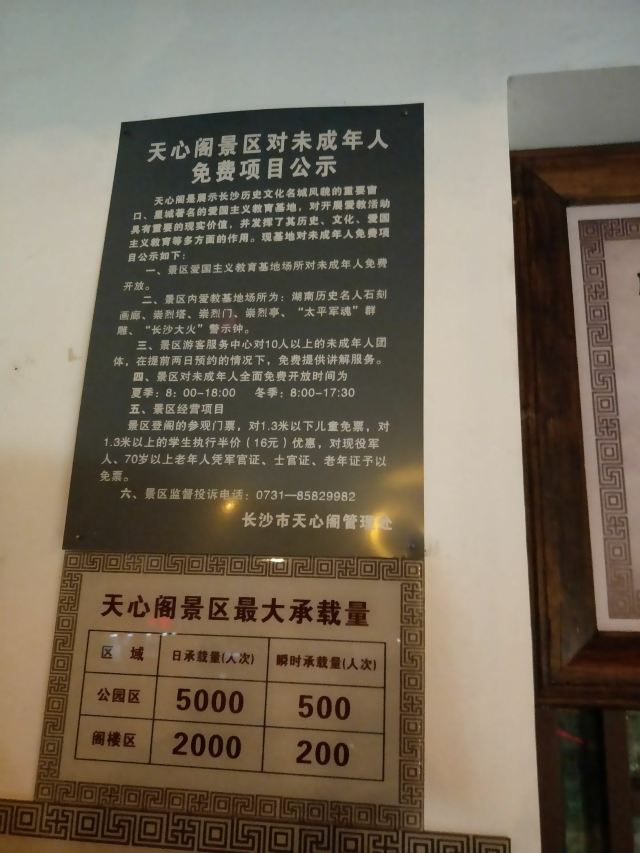 天心阁景区对未成年人
免费项目公示
天心阁是展示长沙历史文化名城风貌的重要窗
口、星城著名的爱国主义教育基地，对开展爱教活动
具有重要的现实价值，并发挥了其历史、文化、爱国
主义教育等多方面的作用。现基地对未成年人免费项
目公示如下：
一、景区爱国主义教育基地场所对未成年人免费
开放。
二、景区内爱教基地场所为：湖南历史名人石刻
画廊、崇烈塔、崇烈门、崇烈亭、“太平军魂”群
雕、“长沙大火”警示钟。
三、景区游客服务中心对10人以上的未成年人团
体，在提前两日预约的情况下，免费提供讲解服务。
四、景区对未成年人全面免费开放时间为
夏季：8：00-18:00 冬季：8:00-17:30
五、景区经营项目
景区登阁的参观门票，对1.3米以下儿童免票，对
1.3米以上的学生执行半价（16元）优惠，对现役军
人、70岁以上老年人凭军官证、士官证、老年证予以
免票。
六、景区监督投诉电话：0731—85829982
长沙市天心阁管理处
天心阁景区最大承载量
区 域 日承载量(人次) 瞬时承载量(人次)
公园区 5000 500
阁楼区 2000 200